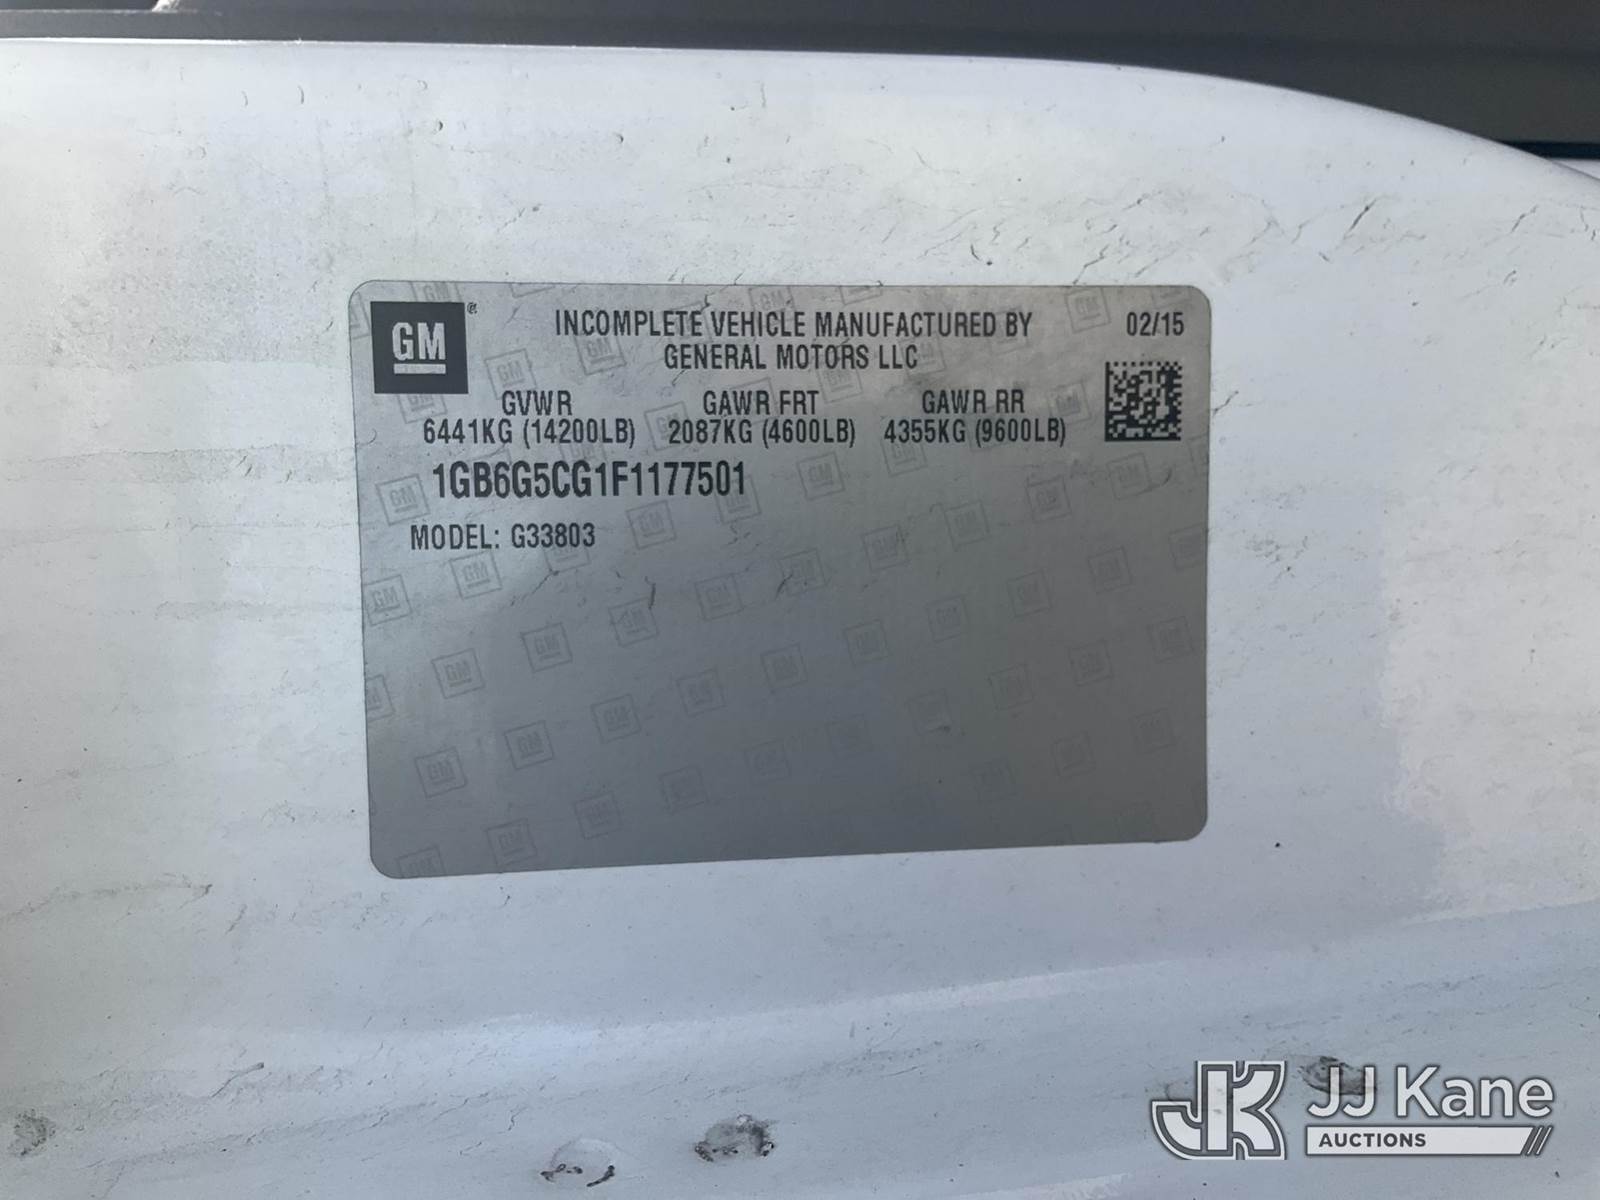 GM
INCOMPLETE VEHICLE MANUFACTURED BY
GENERAL MOTORS LLC
02/15
GVWR GAWR FRT GAWR RR
6441KG (14200LB) 2087KG (4600LB) 4355KG (9600LB)
1GB6G5CG1F1177501
MODEL: G33803
JK JJ Kane
AUCTIONS